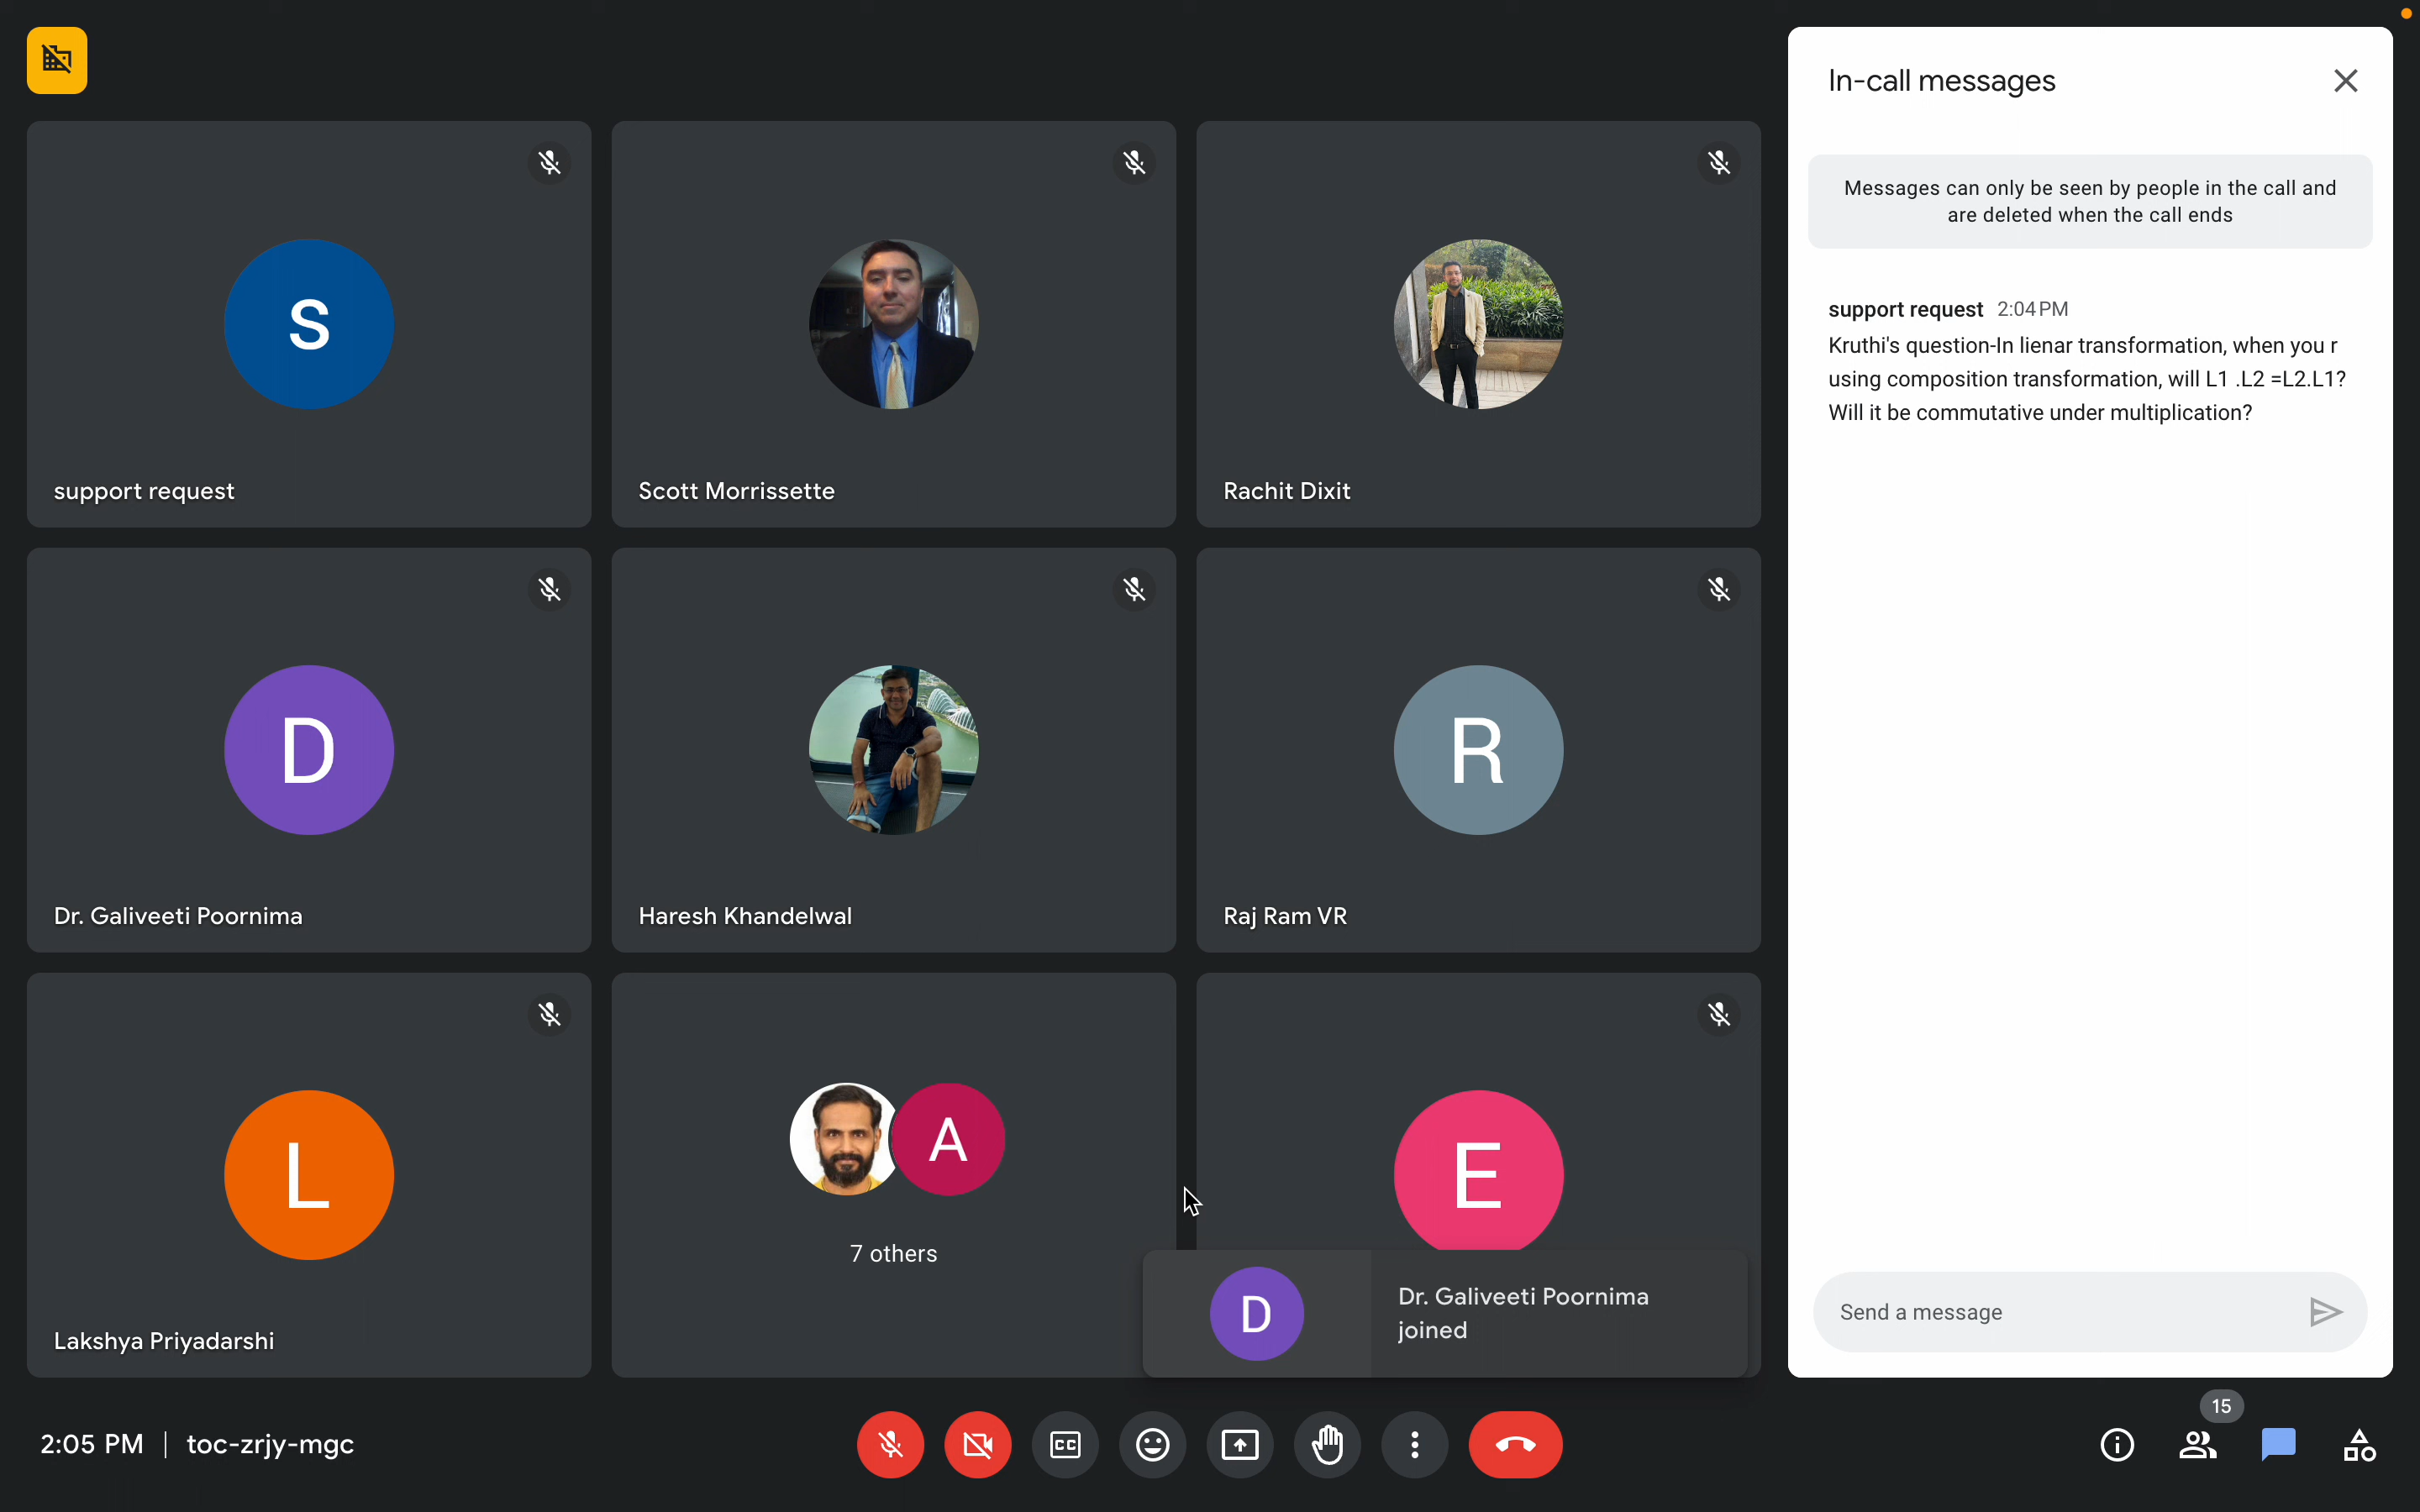 In-call messages
Messages can only be seen by people in the call and
are deleted when the call ends
support request 2:04 PM
Kruthi's question-In lienar transformation, when you r
using composition transformation, will L1 .L2 =L2.L1?
Will it be commutative under multiplication?
S
support request
Scott Morrissette
Rachit Dixit
D
Dr. Galiveeti Poornima
Haresh Khandelwal
R
Raj Ram VR
L
Lakshya Priyadarshi
A
7 others
E
D
Dr. Galiveeti Poornima
joined
Send a message
2:05 PM | toc-zrjy-mgc
CC
15